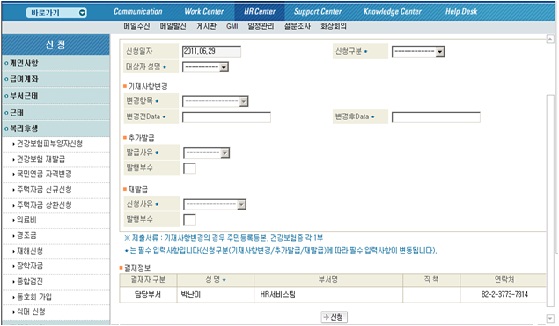 바로가기
Communication Work Center HR Center Support Center Knowledge Center Help Desk
메일수신 메일발신 게시판 GMI 일정관리 설문조사 화상회의
신 청
개인사항
급여계좌
부서근태
근태
복리후생
건강보험피부양자신청
건강보험 재발급
국민연금 자격변경
주택자금 신규신청
주택자금 상환신청
의료비
경조금
재해신청
장학자금
종합검진
동호회 가입
식대 신청
신청일자 2011.06.29 신청구분
대상자 성명
기재사항변경
변경항목
변경전Data 변경후Data
추가발급
발급사유
발행부수
재발급
신청사유
발행부수
※ 제출서류 : 기재사항변경의 경우 주민등록등본, 건강보험증 각 1부
*는 필수입력사항입니다(신청구분(기재사항변경/추가발급/재발급)에 따라 필수입력사항이 변동됩니다).
결재정보
결재자구분 성 명 부서명 직 책 연락처
담당부서 박난미 HR서비스팀 82-2-3773-7914
신청